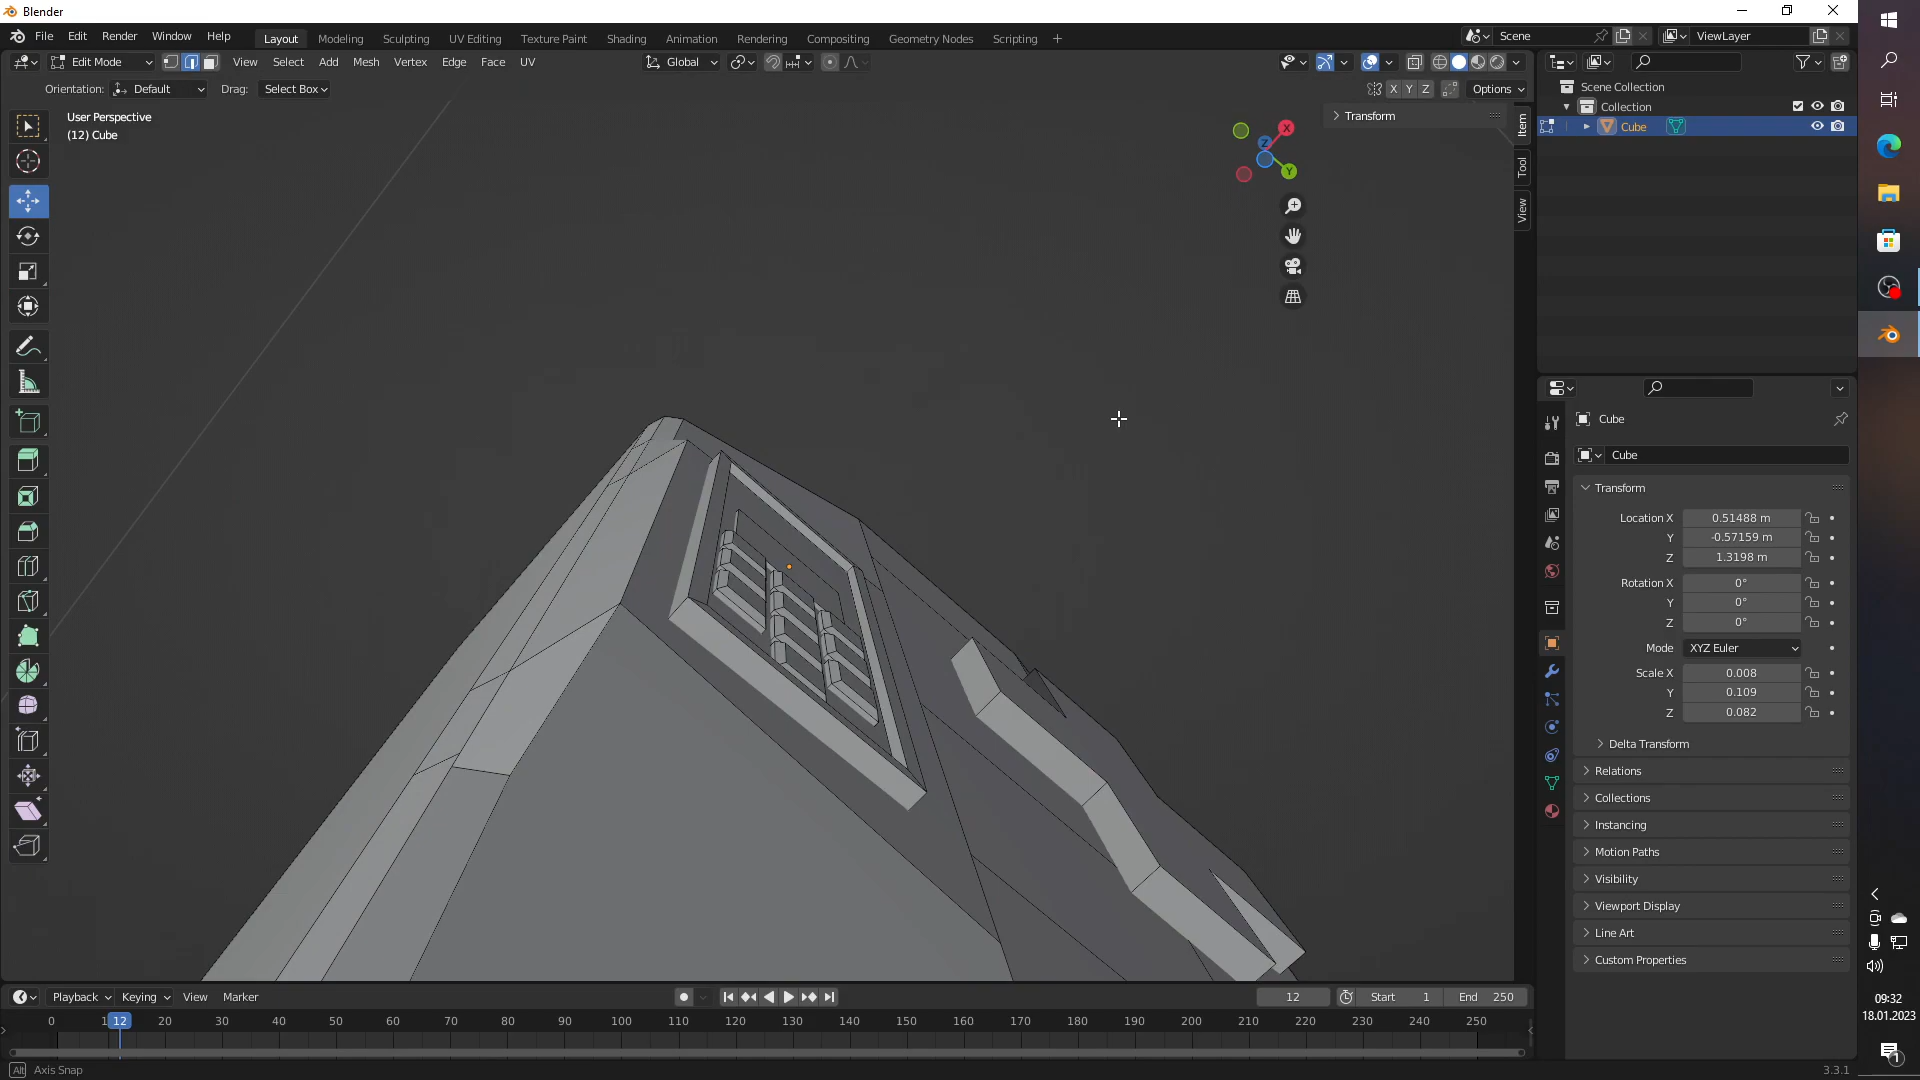 Blender
File Edit Render Window Help
Layout Modeling Sculpting UV Editing Texture Paint Shading Animation Rendering Compositing Geometry Nodes Scripting +
Scene
ViewLayer
Edit Mode View Select Add Mesh Vertex Edge Face UV
Global
Orientation: Default Drag: Select Box
X Y Z Options
User Perspective
(12) Cube
Transform
Item
Tool
View
X
Y
Z
Scene Collection
Collection
Cube
Cube
Cube
Transform
Location X 0.51488 m
Y -0.57159 m
Z 1.3198 m
Rotation X 0°
Y 0°
Z 0°
Mode XYZ Euler
Scale X 0.008
Y 0.109
Z 0.082
Delta Transform
Relations
Collections
Instancing
Motion Paths
Visibility
Viewport Display
Line Art
Custom Properties
Playback Keying View Marker
12 Start 1 End 250
0 1 12 20 30 40 50 60 70 80 90 100 110 120 130 140 150 160 170 180 190 200 210 220 230 240 250
Alt Axis Snap
3.3.1
09:32
18.01.2023
1